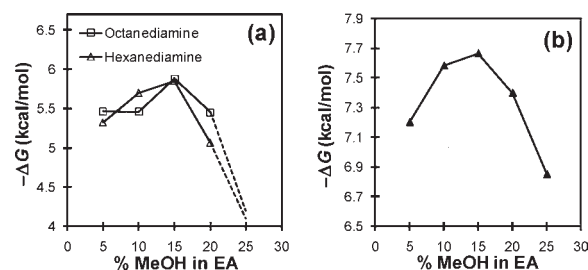 (a)
Octanediamine
Hexanediamine
−ΔG (kcal/mol)
6.5
6
5.5
5
4.5
4
0 5 10 15 20 25 30
% MeOH in EA
(b)
−ΔG (kcal/mol)
7.9
7.7
7.5
7.3
7.1
6.9
6.7
6.5
0 5 10 15 20 25 30
% MeOH in EA